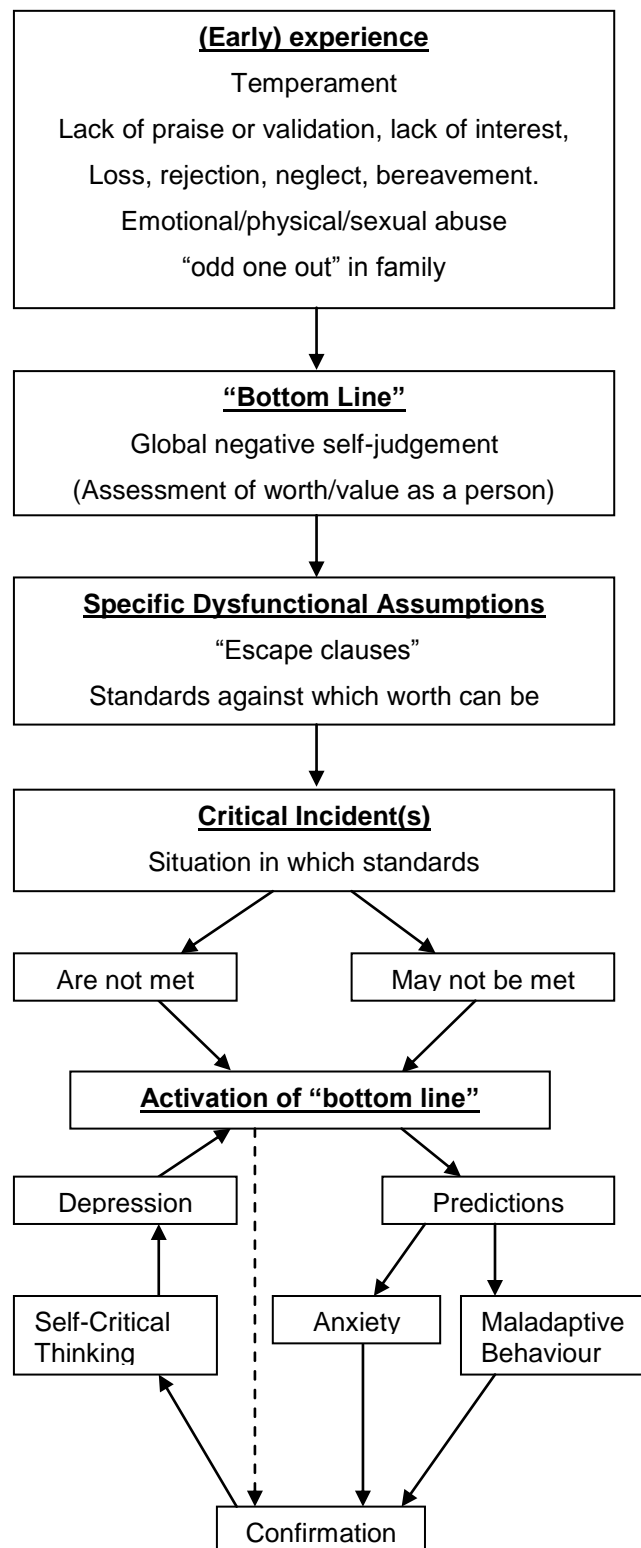 (Early) experience
Temperament
Lack of praise or validation, lack of interest,
Loss, rejection, neglect, bereavement.
Emotional/physical/sexual abuse
“odd one out” in family
“Bottom Line”
Global negative self-judgement
(Assessment of worth/value as a person)
Specific Dysfunctional Assumptions
“Escape clauses”
Standards against which worth can be
Critical Incident(s)
Situation in which standards
Are not met
May not be met
Activation of “bottom line”
Depression
Predictions
Self-Critical
Thinking
Anxiety
Maladaptive
Behaviour
Confirmation